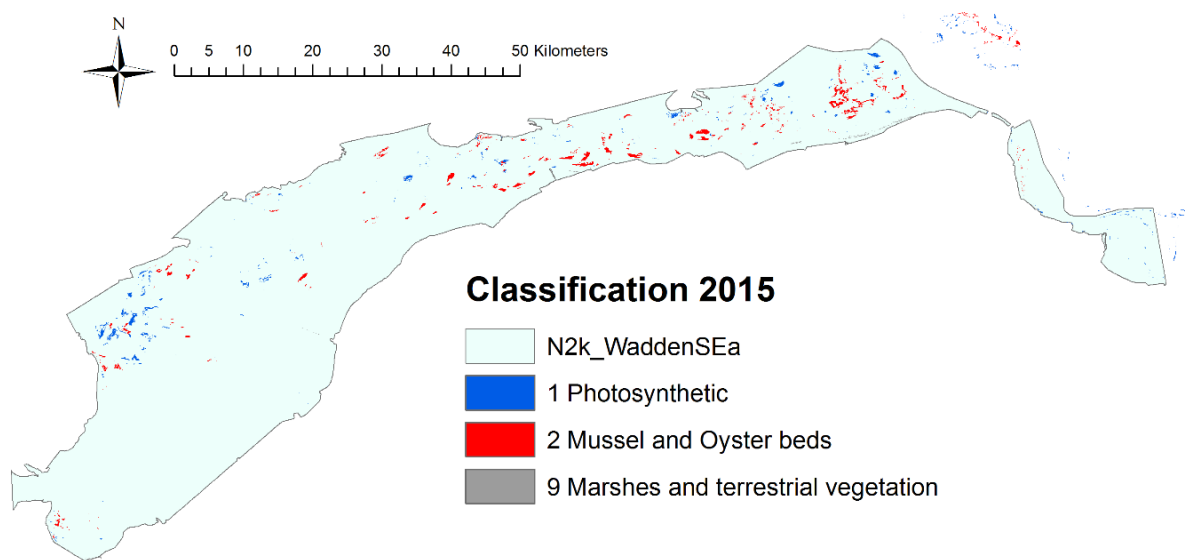 N
0 5 10 20 30 40 50 Kilometers
Classification 2015
N2k_WaddenSEa
1 Photosynthetic
2 Mussel and Oyster beds
9 Marshes and terrestrial vegetation